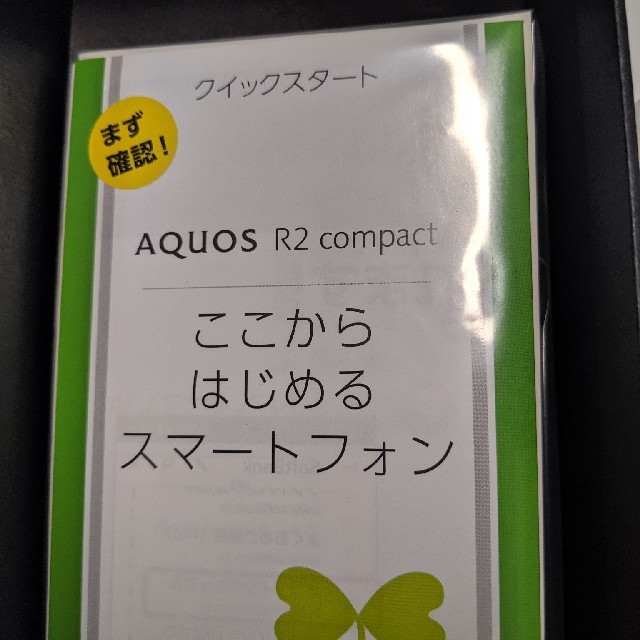 クイックスタート
まず
確認！
AQUOS R2 compact
ここから
はじめる
スマートフォン